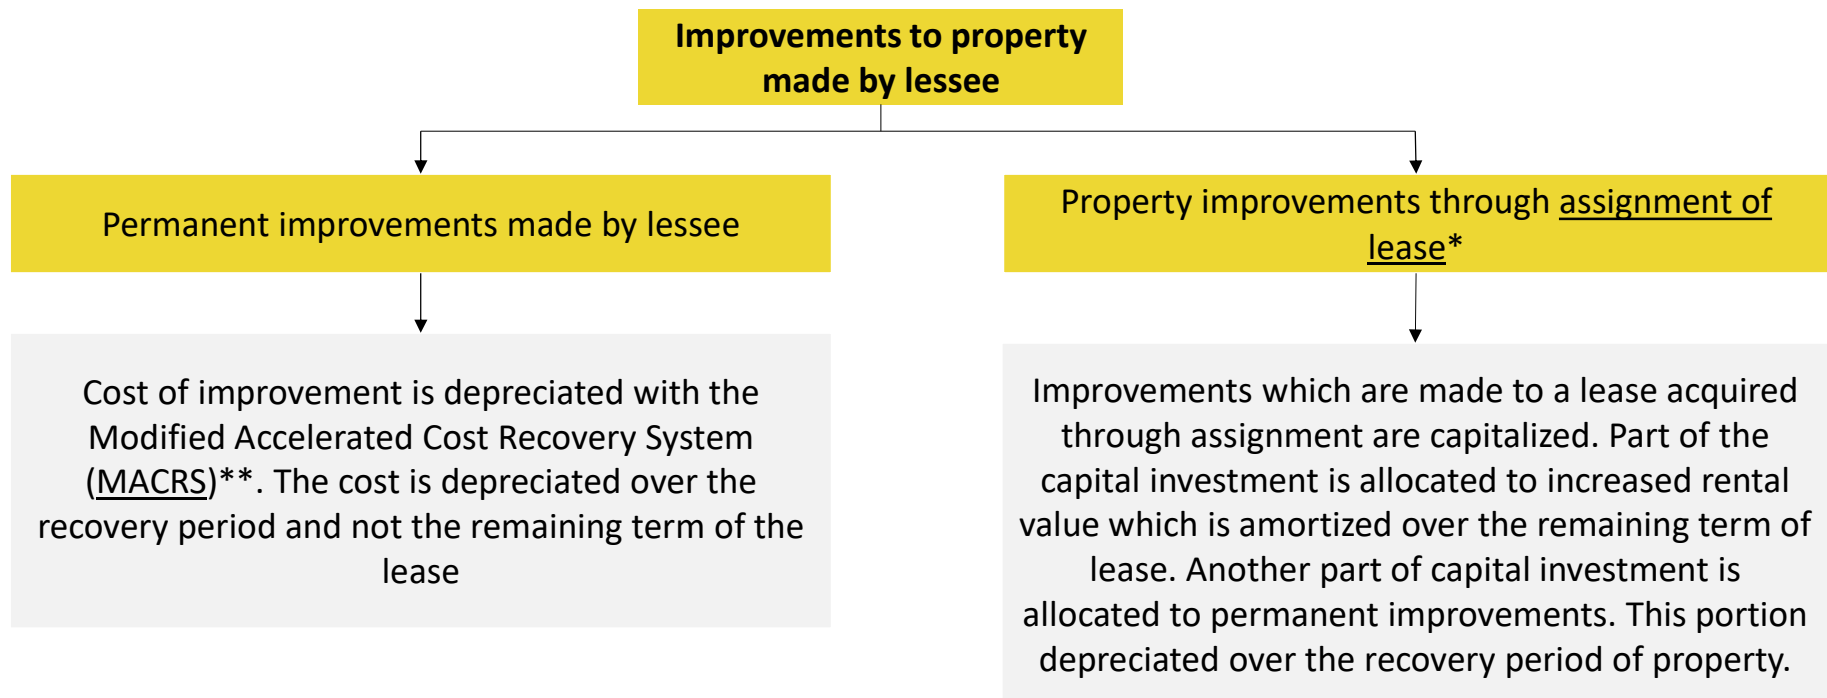 Improvements to property
made by lessee
Permanent improvements made by lessee
Property improvements through assignment of
lease*
Cost of improvement is depreciated with the
Modified Accelerated Cost Recovery System
(MACRS)**. The cost is depreciated over the
recovery period and not the remaining term of the
lease
Improvements which are made to a lease acquired
through assignment are capitalized. Part of the
capital investment is allocated to increased rental
value which is amortized over the remaining term of
lease. Another part of capital investment is
allocated to permanent improvements. This portion
depreciated over the recovery period of property.